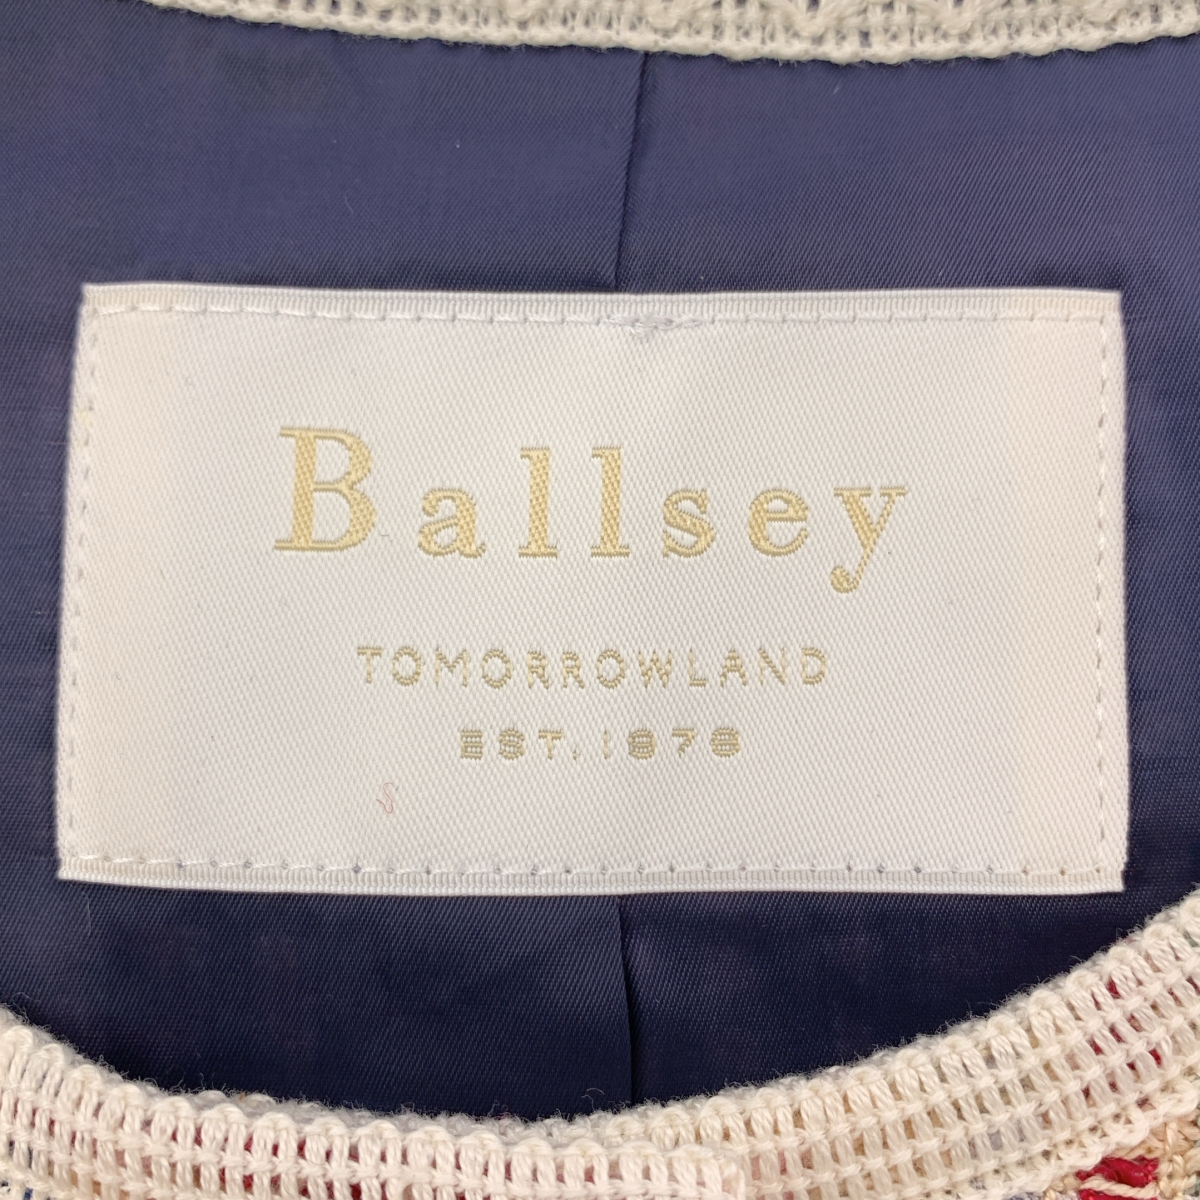 Ballsey
TOMORROWLAND
EST. 1978